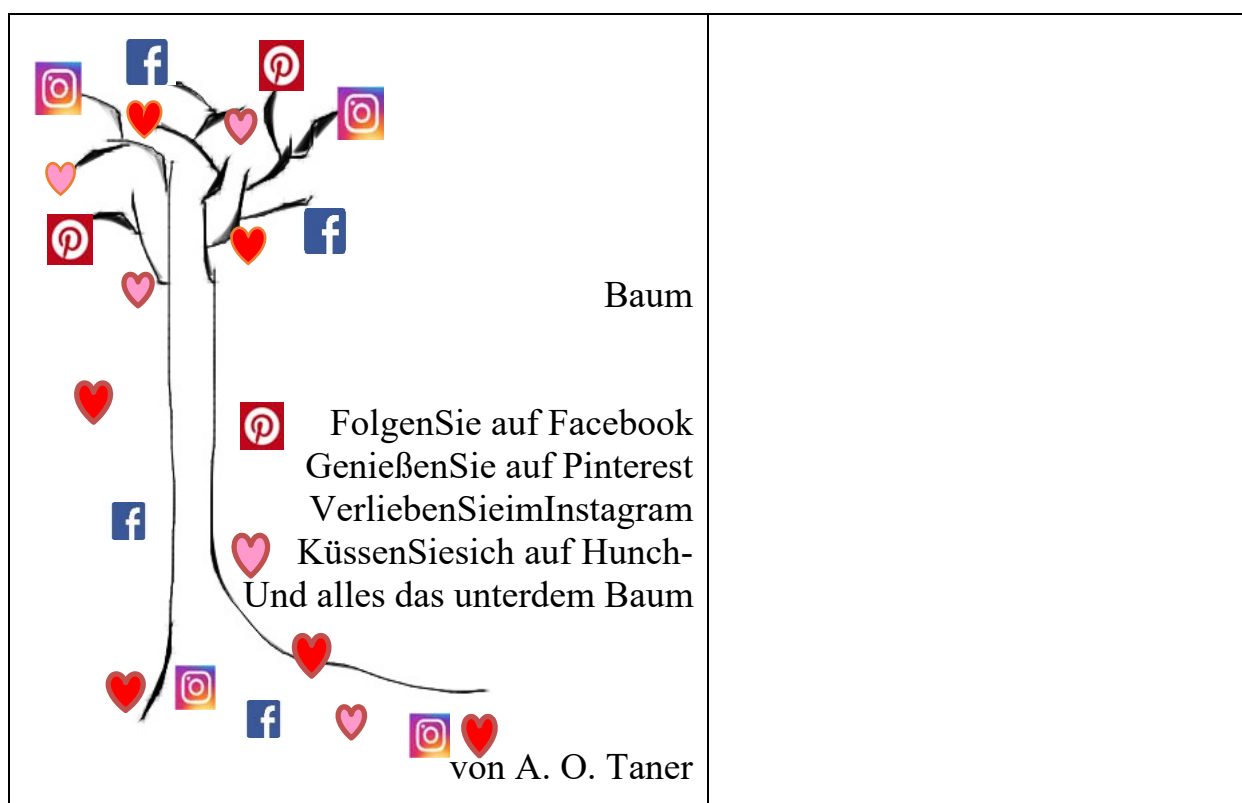 Baum
FolgenSie auf Facebook
GenießenSie auf Pinterest
VerliebenSieimInstagram
KüssenSiesich auf Hunch-
Und alles das unterdem Baum
von A. O. Taner